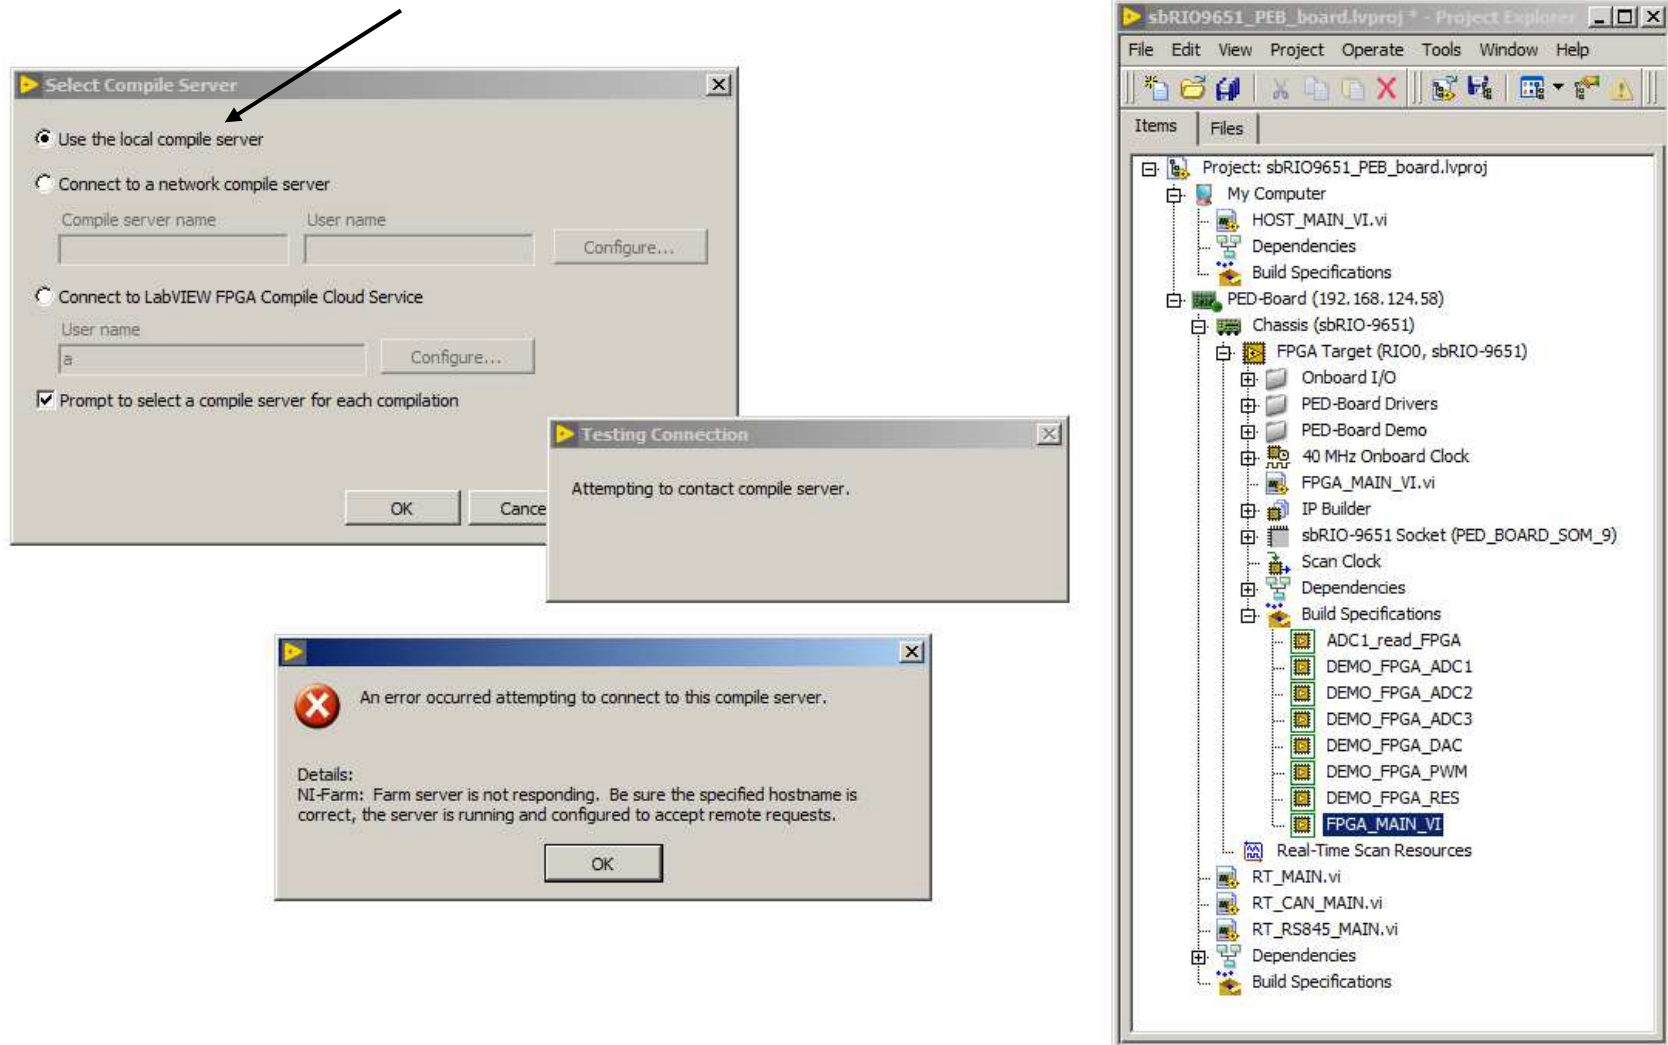 Select Compile Server
Use the local compile server
Connect to a network compile server
Compile server name User name
Configure...
Connect to LabVIEW FPGA Compile Cloud Service
User name
a
Configure...
Prompt to select a compile server for each compilation
OK Cance
Testing Connection
Attempting to contact compile server.
An error occurred attempting to connect to this compile server.
Details:
NI-Farm: Farm server is not responding. Be sure the specified hostname is
correct, the server is running and configured to accept remote requests.
OK
sbRIO9651_PEB_board.lvproj * - Project Explorer
File Edit View Project Operate Tools Window Help
Items Files
Project: sbRIO9651_PEB_board.lvproj
My Computer
HOST_MAIN_VI.vi
Dependencies
Build Specifications
PED-Board (192.168.124.58)
Chassis (sbRIO-9651)
FPGA Target (RIO0, sbRIO-9651)
Onboard I/O
PED-Board Drivers
PED-Board Demo
40 MHz Onboard Clock
FPGA_MAIN_VI.vi
IP Builder
sbRIO-9651 Socket (PED_BOARD_SOM_9)
Scan Clock
Dependencies
Build Specifications
ADC1_read_FPGA
DEMO_FPGA_ADC1
DEMO_FPGA_ADC2
DEMO_FPGA_ADC3
DEMO_FPGA_DAC
DEMO_FPGA_PWM
DEMO_FPGA_RES
FPGA_MAIN_VI
Real-Time Scan Resources
RT_MAIN.vi
RT_CAN_MAIN.vi
RT_RS845_MAIN.vi
Dependencies
Build Specifications